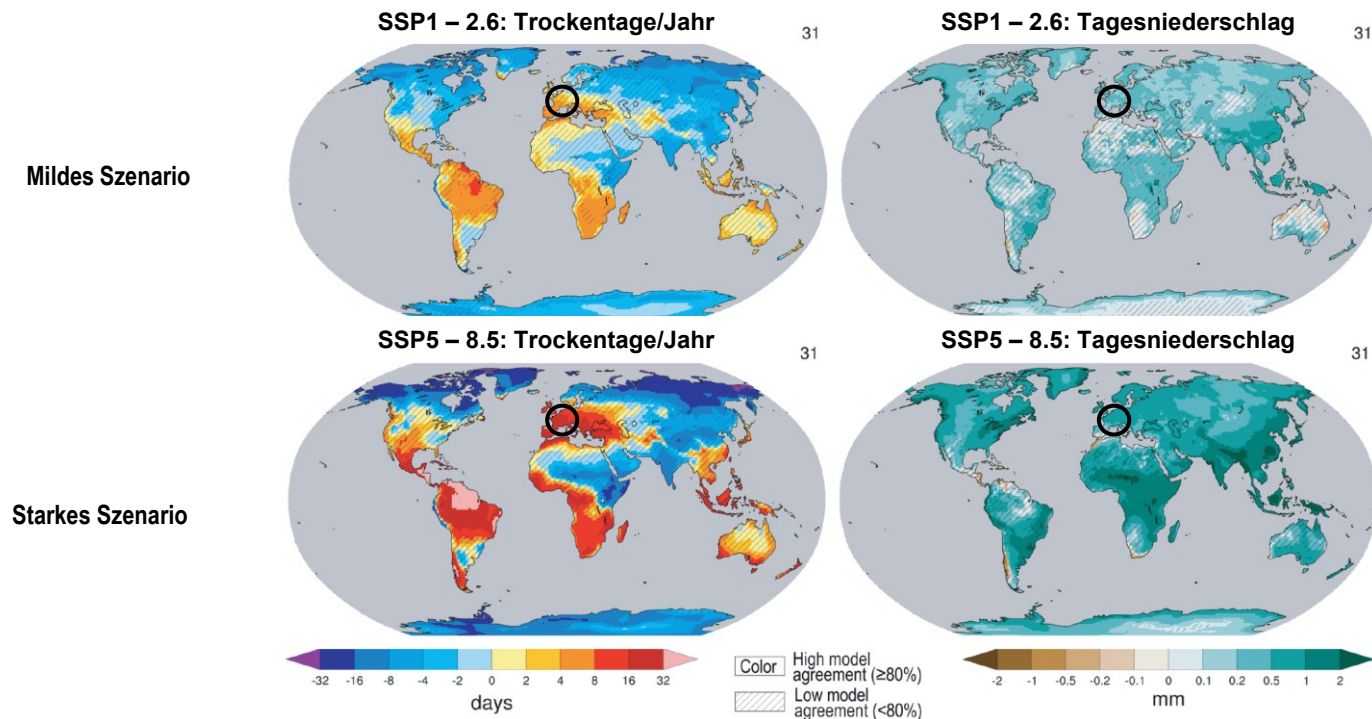 SSP1 – 2.6: Trockentage/Jahr
31
SSP1 – 2.6: Tagesniederschlag
31
Mildes Szenario
SSP5 – 8.5: Trockentage/Jahr
31
SSP5 – 8.5: Tagesniederschlag
31
Starkes Szenario
-32 -16 -8 -4 -2 0 2 4 8 16 32
days
Color
High model
agreement (≥80%)
Low model
agreement (<80%)
-2 -1 -0.5 -0.2 -0.1 0 0.1 0.2 0.5 1 2
mm